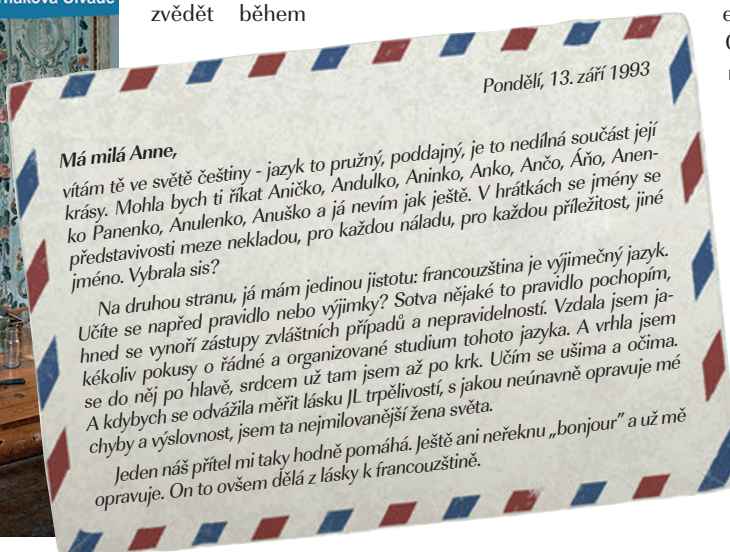 zvědět během
Pondělí, 13. září 1993
Má milá Anne,
vítám tě ve světě češtiny - jazyk to pružný, poddajný, je to nedílná součást její
krásy. Mohla bych ti říkat Aničko, Andulko, Aninko, Anko, Ančo, Áňo, Anen-
ko Panenko, Anulenko, Anuško a já nevím jak ještě. V hrátkách se jmény se
představivosti meze nekladou, pro každou náladu, pro každou příležitost, jiné
jméno. Vybrala sis?
Na druhou stranu, já mám jedinou jistotu: francouzština je výjimečný jazyk.
Učíte se napřed pravidlo nebo výjimky? Sotva nějaké to pravidlo pochopím,
hned se vynoří zástupy zvláštních případů a nepravidelností. Vzdala jsem ja-
kékoliv pokusy o řádné a organizované studium tohoto jazyka. A vrhla jsem
se do něj po hlavě, srdcem už tam jsem až po krk. Učím se ušima a očima.
A kdybych se odvážila měřit lásku JL trpělivostí, s jakou neúnavně opravuje mé
chyby a výslovnost, jsem ta nejmilovanější žena světa.
Jeden náš přítel mi taky hodně pomáhá. Ještě ani neřeknu „bonjour” a už mě
opravuje. On to ovšem dělá z lásky k francouzštině.